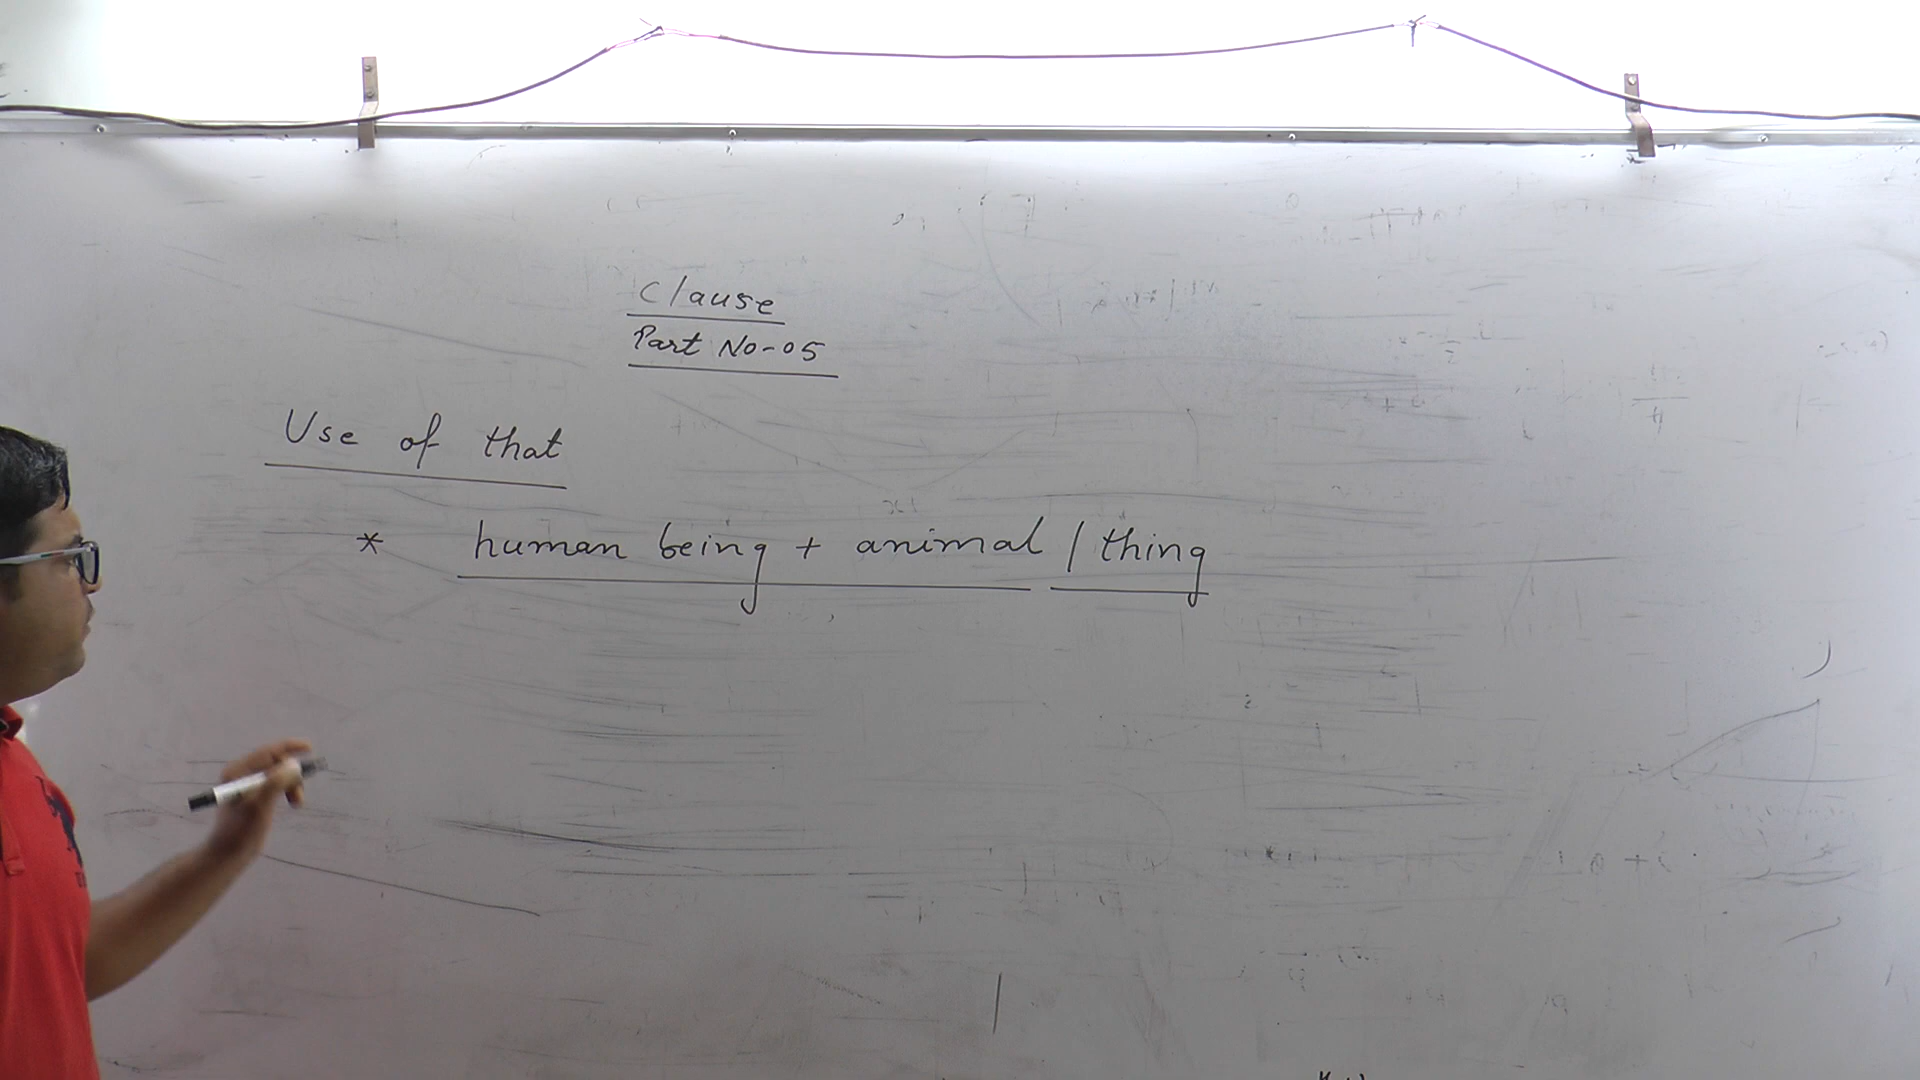 Clause
Part No-05
Use of that
* human being + animal / thing